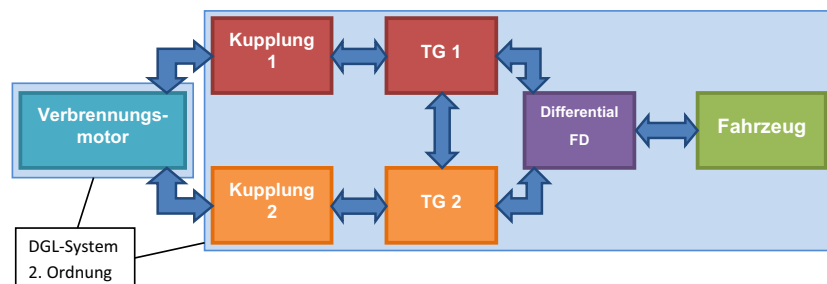 Kupplung
1
TG 1
Verbrennungs-
motor
Differential
FD
Fahrzeug
Kupplung
2
TG 2
DGL-System
2. Ordnung